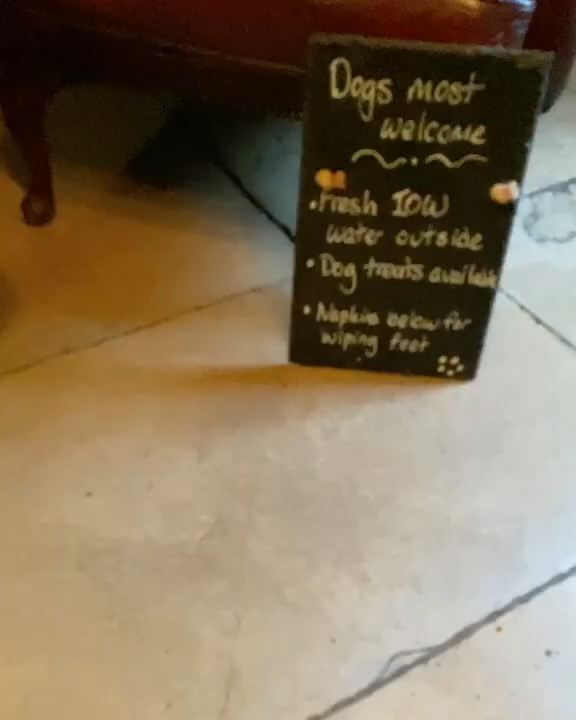 Dogs most
welcome
• Fresh IOW
water outside
• Dog treats available
• Napkins below for
wiping feet